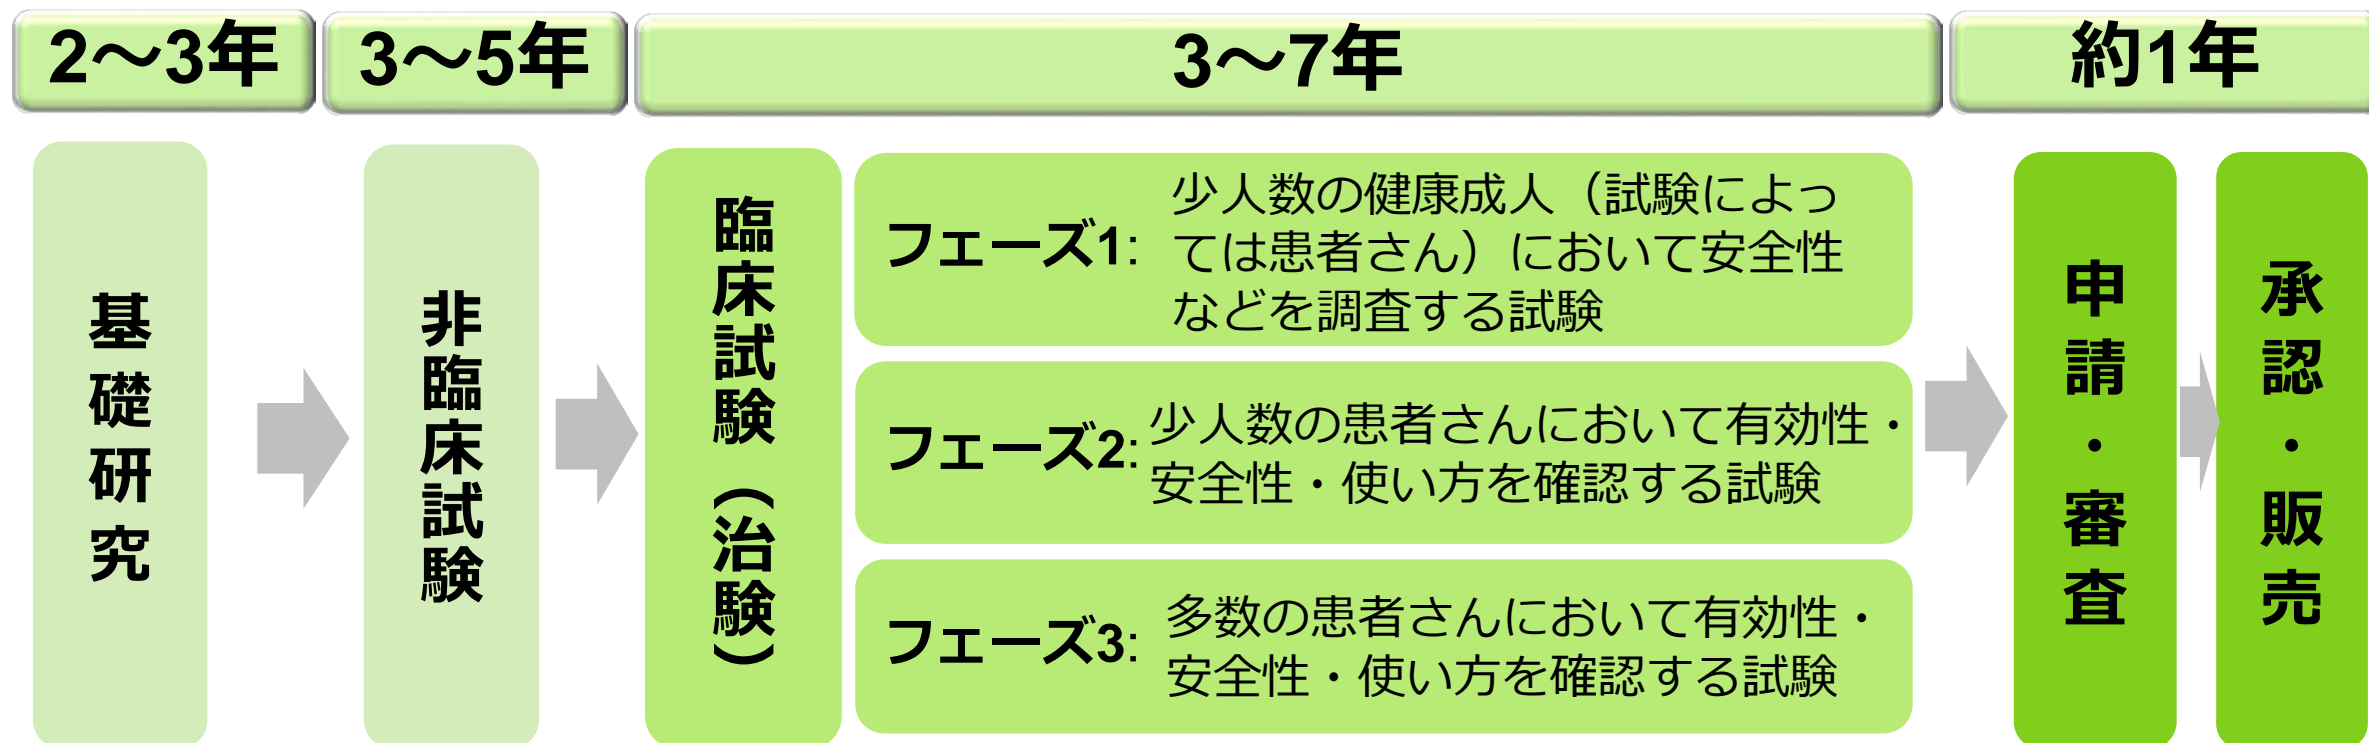 2～3年
3～5年
3～7年
約1年
基礎研究
非臨床試験
臨床試験（治験）
フェーズ1:
少人数の健康成人（試験によっ
ては患者さん）において安全性
などを調査する試験
フェーズ2:
少人数の患者さんにおいて有効性・
安全性・使い方を確認する試験
フェーズ3:
多数の患者さんにおいて有効性・
安全性・使い方を確認する試験
申請・審査
承認・販売